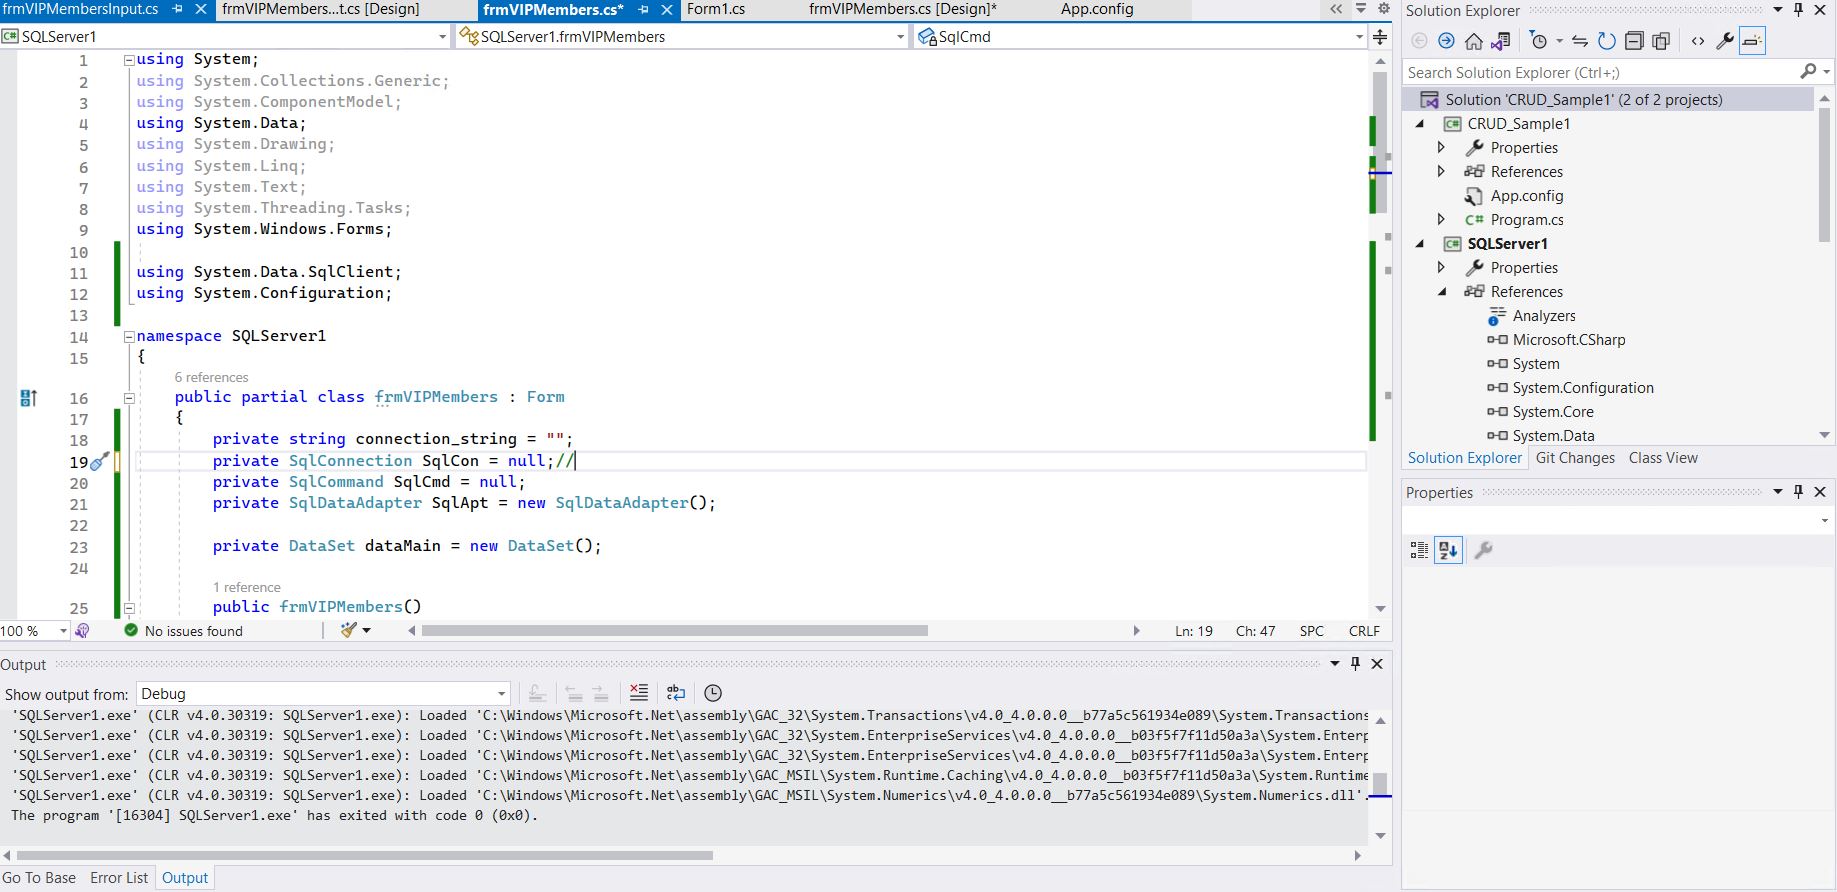 frmVIPMembersInput.cs
frmVIPMembers...t.cs [Design]
frmVIPMembers.cs*
Form1.cs
frmVIPMembers.cs [Design]*
App.config
SQLServer1
SQLServer1.frmVIPMembers
SqlCmd
1 using System;
2 using System.Collections.Generic;
3 using System.ComponentModel;
4 using System.Data;
5 using System.Drawing;
6 using System.Linq;
7 using System.Text;
8 using System.Threading.Tasks;
9 using System.Windows.Forms;
10
11 using System.Data.SqlClient;
12 using System.Configuration;
13
14 namespace SQLServer1
15 {
6 references
16 public partial class frmVIPMembers : Form
17 {
18 private string connection_string = "";
19 private SqlConnection SqlCon = null;//
20 private SqlCommand SqlCmd = null;
21 private SqlDataAdapter SqlApt = new SqlDataAdapter();
22
23 private DataSet dataMain = new DataSet();
24
1 reference
25 public frmVIPMembers()
100 %
No issues found
Ln: 19
Ch: 47
SPC
CRLF
Output
Show output from: Debug
'SQLServer1.exe' (CLR v4.0.30319: SQLServer1.exe): Loaded 'C:\Windows\Microsoft.Net\assembly\GAC_32\System.Transactions\v4.0_4.0.0.0__b77a5c561934e089\System.Transactions
'SQLServer1.exe' (CLR v4.0.30319: SQLServer1.exe): Loaded 'C:\Windows\Microsoft.Net\assembly\GAC_32\System.EnterpriseServices\v4.0_4.0.0.0__b03f5f7f11d50a3a\System.Enterp
'SQLServer1.exe' (CLR v4.0.30319: SQLServer1.exe): Loaded 'C:\Windows\Microsoft.Net\assembly\GAC_32\System.EnterpriseServices\v4.0_4.0.0.0__b03f5f7f11d50a3a\System.Enterp
'SQLServer1.exe' (CLR v4.0.30319: SQLServer1.exe): Loaded 'C:\Windows\Microsoft.Net\assembly\GAC_MSIL\System.Runtime.Caching\v4.0_4.0.0.0__b03f5f7f11d50a3a\System.Runtime
'SQLServer1.exe' (CLR v4.0.30319: SQLServer1.exe): Loaded 'C:\Windows\Microsoft.Net\assembly\GAC_MSIL\System.Numerics\v4.0_4.0.0.0__b77a5c561934e089\System.Numerics.dll'.
The program '[16304] SQLServer1.exe' has exited with code 0 (0x0).
Go To Base
Error List
Output
Solution Explorer
Search Solution Explorer (Ctrl+;)
Solution 'CRUD_Sample1' (2 of 2 projects)
C# CRUD_Sample1
Properties
References
App.config
C# Program.cs
C# SQLServer1
Properties
References
Analyzers
Microsoft.CSharp
System
System.Configuration
System.Core
System.Data
Solution Explorer
Git Changes
Class View
Properties